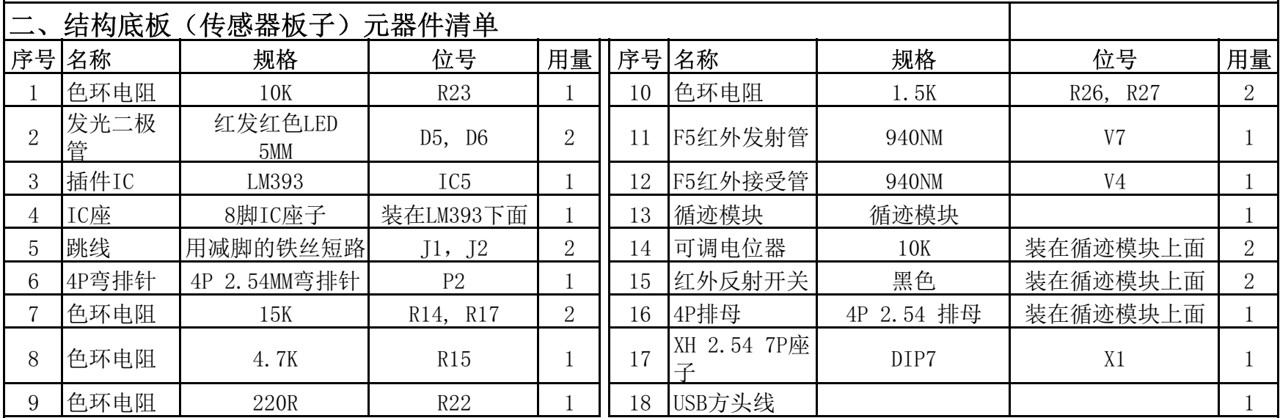 二、结构底板（传感器板子）元器件清单
序号 名称 规格 位号 用量 序号 名称 规格 位号 用量
1 色环电阻 10K R23 1 10 色环电阻 1.5K R26, R27 2
2 发光二极管 红发红色LED 5MM D5, D6 2 11 F5红外发射管 940NM V7 1
3 插件IC LM393 IC5 1 12 F5红外接受管 940NM V4 1
4 IC座 8脚IC座子 装在LM393下面 1 13 循迹模块 循迹模块 1
5 跳线 用减脚的铁丝短路 J1，J2 2 14 可调电位器 10K 装在循迹模块上面 2
6 4P弯排针 4P 2.54MM弯排针 P2 1 15 红外反射开关 黑色 装在循迹模块上面 2
7 色环电阻 15K R14, R17 2 16 4P排母 4P 2.54 排母 装在循迹模块上面 1
8 色环电阻 4.7K R15 1 17 XH 2.54 7P座子 DIP7 X1 1
9 色环电阻 220R R22 1 18 USB方头线 1